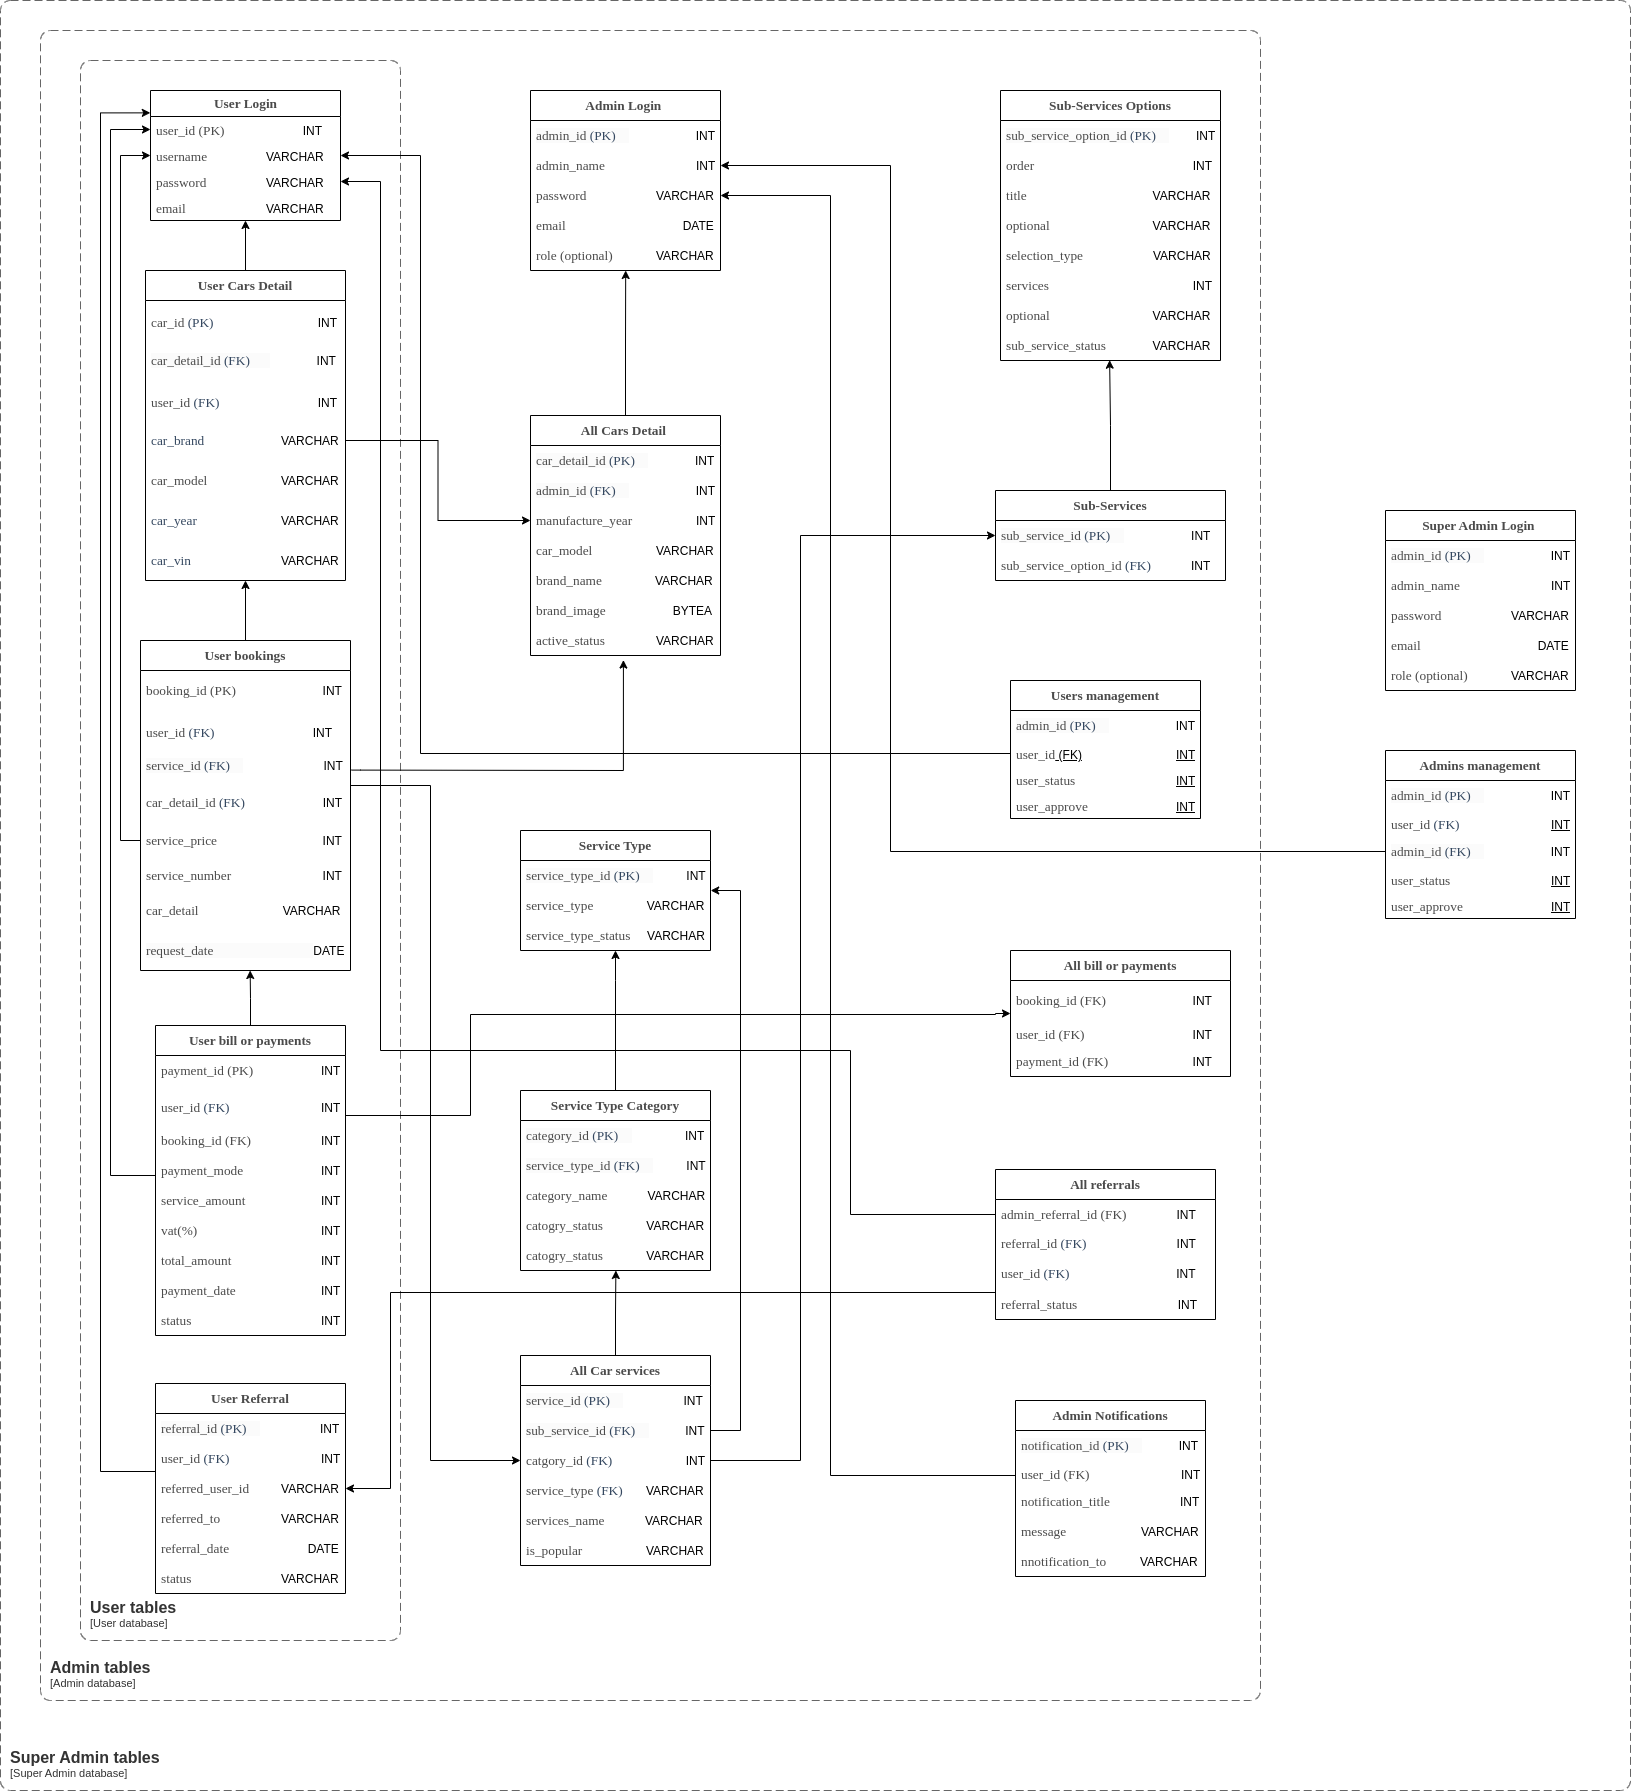 User Login
user_id (PK) INT
username VARCHAR
password VARCHAR
email VARCHAR
User Cars Detail
car_id (PK) INT
car_detail_id (FK) INT
user_id (FK) INT
car_brand VARCHAR
car_model VARCHAR
car_year VARCHAR
car_vin VARCHAR
User bookings
booking_id (PK) INT
user_id (FK) INT
service_id (FK) INT
car_detail_id (FK) INT
service_price INT
service_number INT
car_detail VARCHAR
request_date DATE
User bill or payments
payment_id (PK) INT
user_id (FK) INT
booking_id (FK) INT
payment_mode INT
service_amount INT
vat(%) INT
total_amount INT
payment_date INT
status INT
User Referral
referral_id (PK) INT
user_id (FK) INT
referred_user_id VARCHAR
referred_to VARCHAR
referral_date DATE
status VARCHAR
User tables
[User database]
Admin Login
admin_id (PK) INT
admin_name INT
password VARCHAR
email DATE
role (optional) VARCHAR
All Cars Detail
car_detail_id (PK) INT
admin_id (FK) INT
manufacture_year INT
car_model VARCHAR
brand_name VARCHAR
brand_image BYTEA
active_status VARCHAR
Service Type
service_type_id (PK) INT
service_type VARCHAR
service_type_status VARCHAR
Service Type Category
category_id (PK) INT
service_type_id (FK) INT
category_name VARCHAR
catogry_status VARCHAR
catogry_status VARCHAR
All Car services
service_id (PK) INT
sub_service_id (FK) INT
catgory_id (FK) INT
service_type (FK) VARCHAR
services_name VARCHAR
is_popular VARCHAR
Sub-Services Options
sub_service_option_id (PK) INT
order INT
title VARCHAR
optional VARCHAR
selection_type VARCHAR
services INT
optional VARCHAR
sub_service_status VARCHAR
Sub-Services
sub_service_id (PK) INT
sub_service_option_id (FK) INT
Users management
admin_id (PK) INT
user_id (FK) INT
user_status INT
user_approve INT
All bill or payments
booking_id (FK) INT
user_id (FK) INT
payment_id (FK) INT
All referrals
admin_referral_id (FK) INT
referral_id (FK) INT
user_id (FK) INT
referral_status INT
Admin Notifications
notification_id (PK) INT
user_id (FK) INT
notification_title INT
message VARCHAR
nnotification_to VARCHAR
Admin tables
[Admin database]
Super Admin Login
admin_id (PK) INT
admin_name INT
password VARCHAR
email DATE
role (optional) VARCHAR
Admins management
admin_id (PK) INT
user_id (FK) INT
admin_id (FK) INT
user_status INT
user_approve INT
Super Admin tables
[Super Admin database]